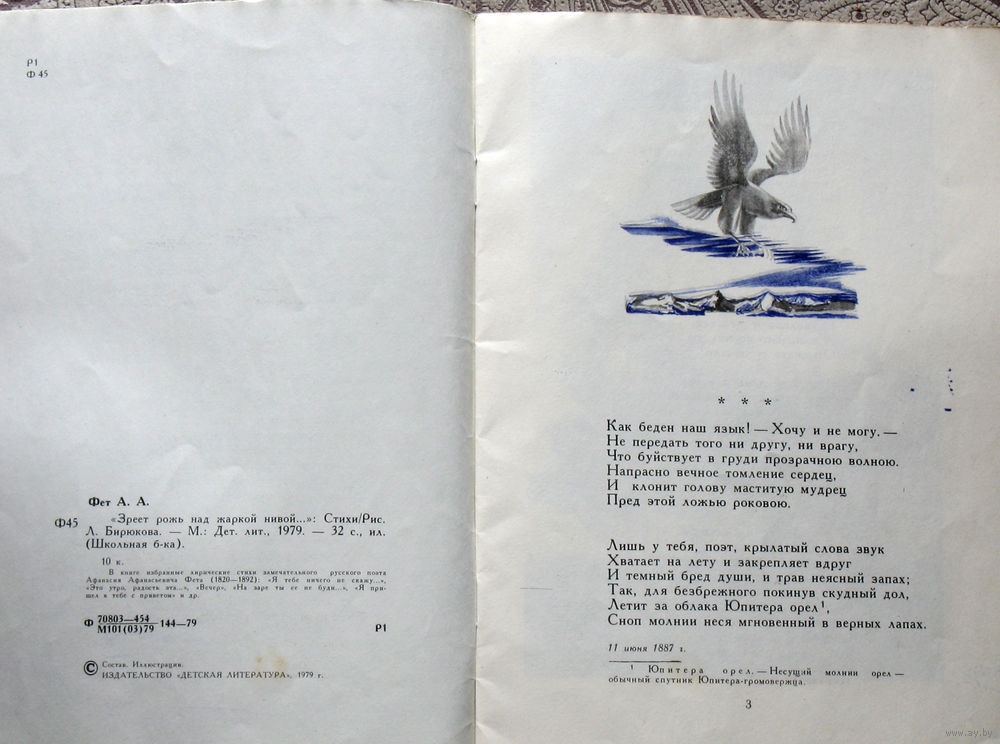 Р1
Ф 45
Фет А. А.
Ф45
«Зреет рожь над жаркой нивой...»: Стихи/Рис.
Л. Бирюкова. — М.: Дет. лит., 1979. — 32 с., ил.
(Школьная б-ка).
10 к.
В книге избранные лирические стихи замечательного русского поэта
Афанасия Афанасьевича Фета (1820—1892): «Я тебе ничего не скажу...»,
«Это утро, радость эта...», «Вечер», «На заре ты ее не буди...», «Я при-
шел к тебе с приветом» и др.
Ф 70803—454
М101(03)79 144—79
Р1
© Состав. Иллюстрации.
ИЗДАТЕЛЬСТВО «ДЕТСКАЯ ЛИТЕРАТУРА», 1979 г.
* * *
Как беден наш язык! — Хочу и не могу. —
Не передать того ни другу, ни врагу,
Что буйствует в груди прозрачною волною.
Напрасно вечное томление сердец,
И клонит голову маститую мудрец
Пред этой ложью роковою.
Лишь у тебя, поэт, крылатый слова звук
Хватает на лету и закрепляет вдруг
И темный бред души, и трав неясный запах;
Так, для безбрежного покинув скудный дол,
Летит за облака Юпитера орел¹,
Сноп молнии неся мгновенный в верных лапах.
11 июня 1887 г.
¹ Юпитера орел. — Несущий молнии орел —
обычный спутник Юпитера-громовержца.
3
www.ay.by